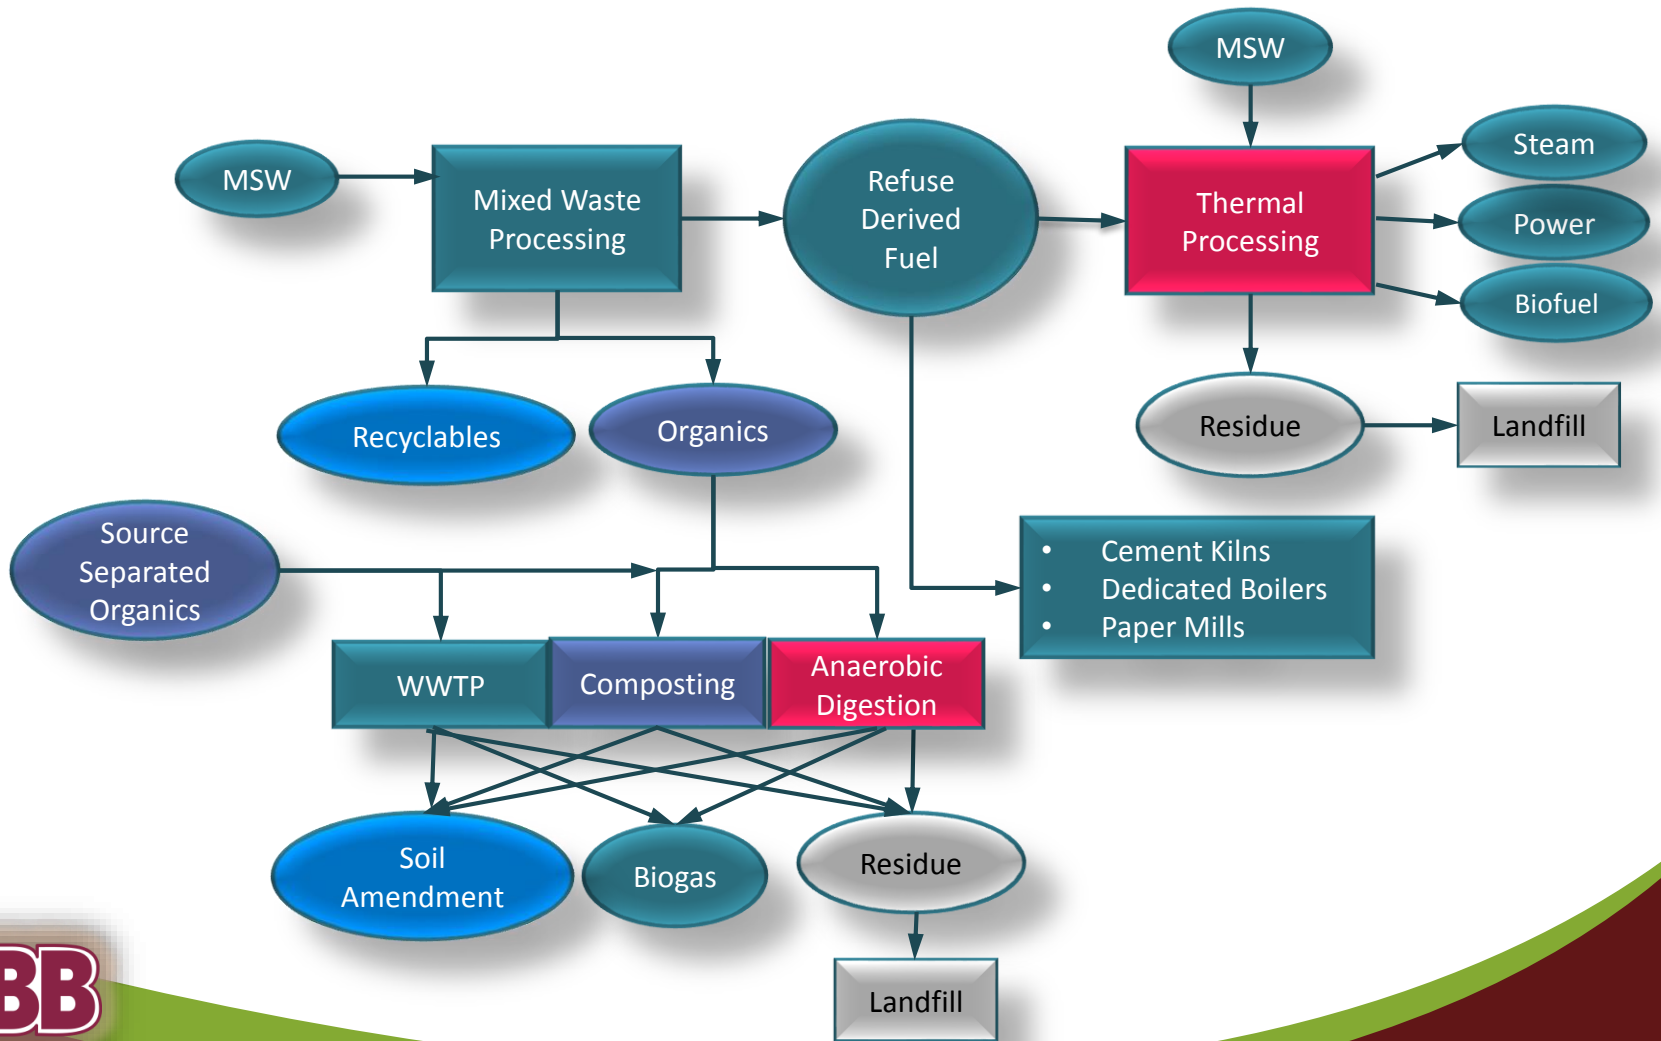 MSW
MSW
Mixed Waste
Processing
Refuse
Derived
Fuel
Thermal
Processing
Steam
Power
Biofuel
Recyclables
Organics
Residue
Landfill
Source
Separated
Organics
• Cement Kilns
• Dedicated Boilers
• Paper Mills
WWTP
Composting
Anaerobic
Digestion
Soil
Amendment
Biogas
Residue
Landfill
BB